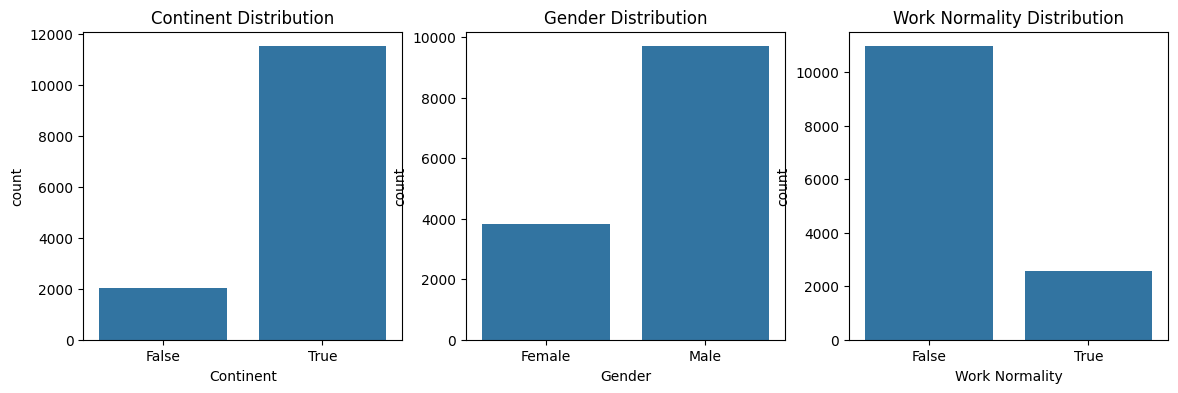 Continent Distribution
12000
10000
8000
6000
4000
2000
0
count
False
True
Continent
Gender Distribution
10000
8000
6000
4000
2000
0
count
Female
Male
Gender
Work Normality Distribution
10000
8000
6000
4000
2000
0
count
False
True
Work Normality